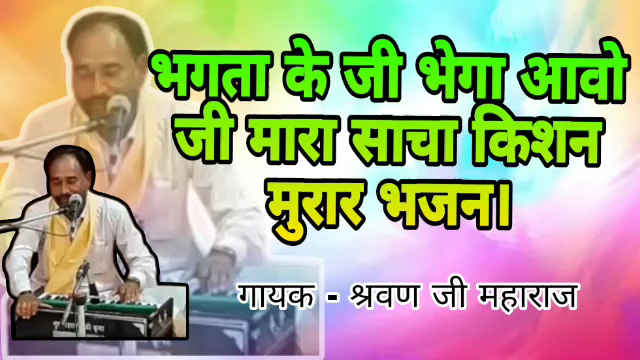 भगता के जी भेगा आवो
जी मारा साचा किशन
मुरार भजन।
गायक - श्रवण जी महाराज